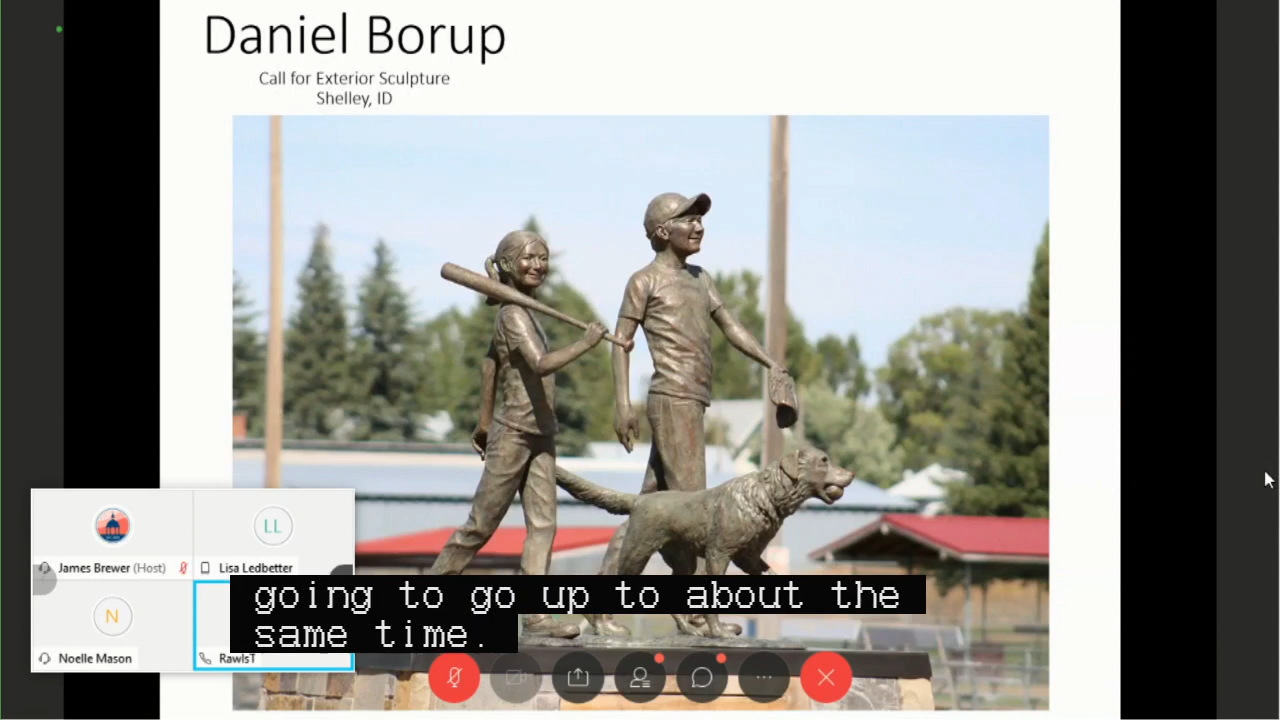 Daniel Borup
Call for Exterior Sculpture
Shelley, ID
LL
James Brewer (Host)
Lisa Ledbetter
going to go up to about the
same time.
N
Noelle Mason
RawlsT